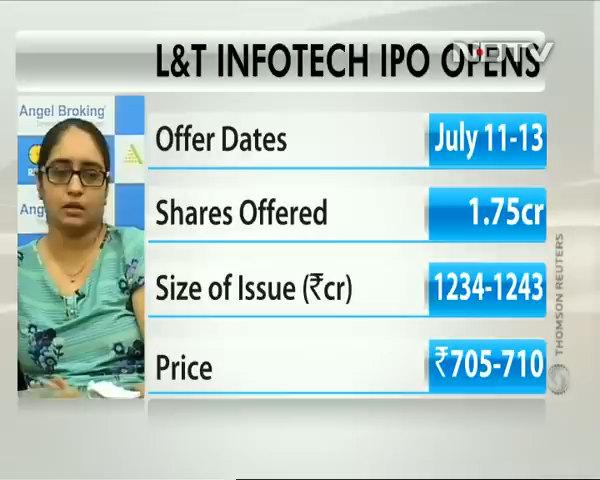 L&T INFOTECH IPO OPENS
NDTV
Angel Broking
Offer Dates
July 11-13
Shares Offered
1.75cr
Size of Issue (₹cr)
1234-1243
Price
₹705-710
THOMSON REUTERS